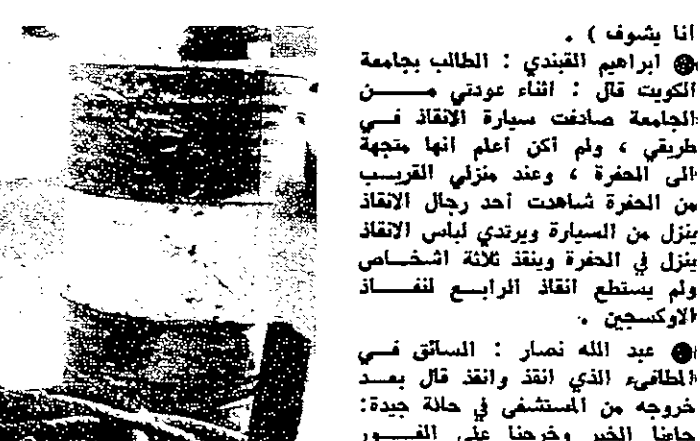 انا يشوف ) .
ابراهيم القبندي : الطالب بجامعة
الكويت قال : اثناء عودتي من
الجامعة صادفت سيارة الانقاذ في
طريقي ، ولم أكن أعلم انها متجهة
الى الحفرة ، وعند منزلي القريب
من الحفرة شاهدت أحد رجال الانقاذ
ينزل من السيارة ويرتدي لباس الانقاذ
ينزل في الحفرة وينقذ ثلاثة اشخاص
ولم يستطع انقاذ الرابع لنفاذ
الاوكسجين .
عبد الله نصار : السائق في
المطافىء الذي انقذ وانقذ قال بعد
خروجه من المستشفى في حالة جيدة :
جاءنا الخبر وخرجنا على الفور